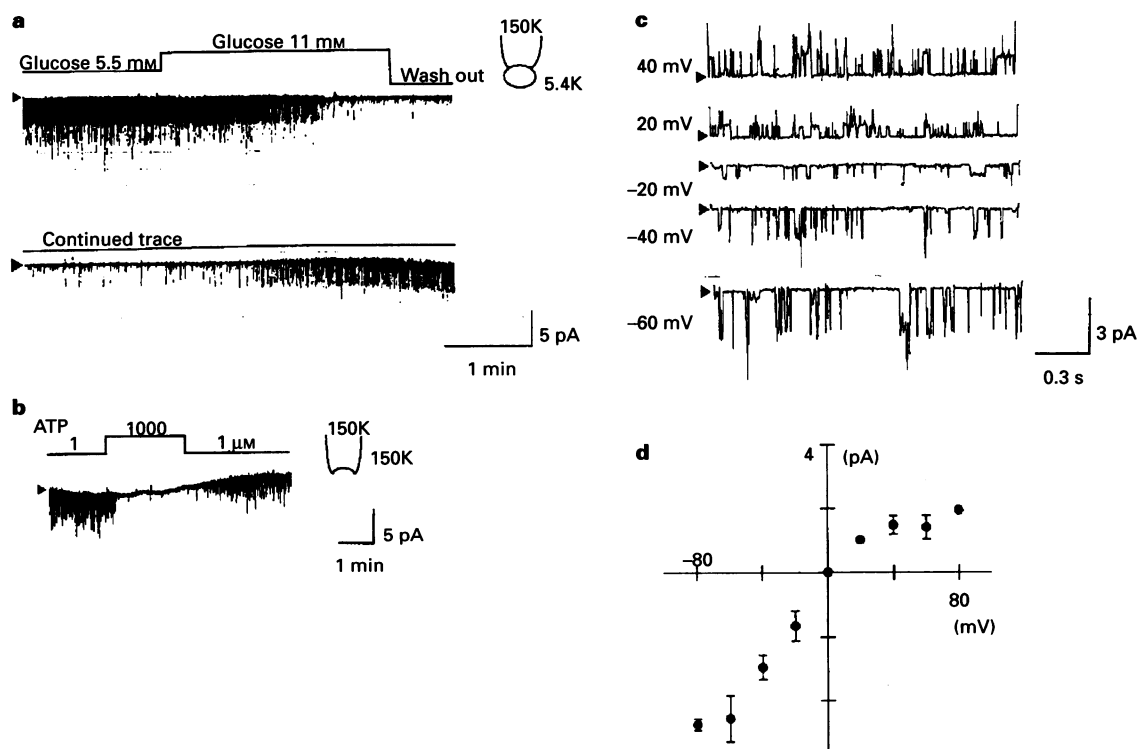 a
Glucose 5.5 mM
Glucose 11 mM
Wash out
150K
5.4K
Continued trace
5 pA
1 min
b
ATP
1
1000
1 μM
150K
150K
5 pA
1 min
c
40 mV
20 mV
−20 mV
−40 mV
−60 mV
3 pA
0.3 s
d
4
(pA)
−80
80
(mV)